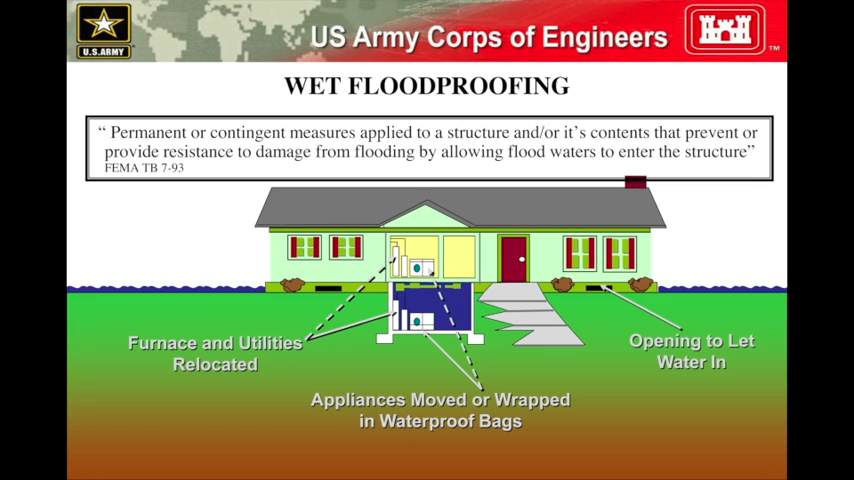 U.S.ARMY
US Army Corps of Engineers
TM
WET FLOODPROOFING
“ Permanent or contingent measures applied to a structure and/or it’s contents that prevent or
provide resistance to damage from flooding by allowing flood waters to enter the structure”
FEMA TB 7-93
Furnace and Utilities
Relocated
Opening to Let
Water In
Appliances Moved or Wrapped
in Waterproof Bags